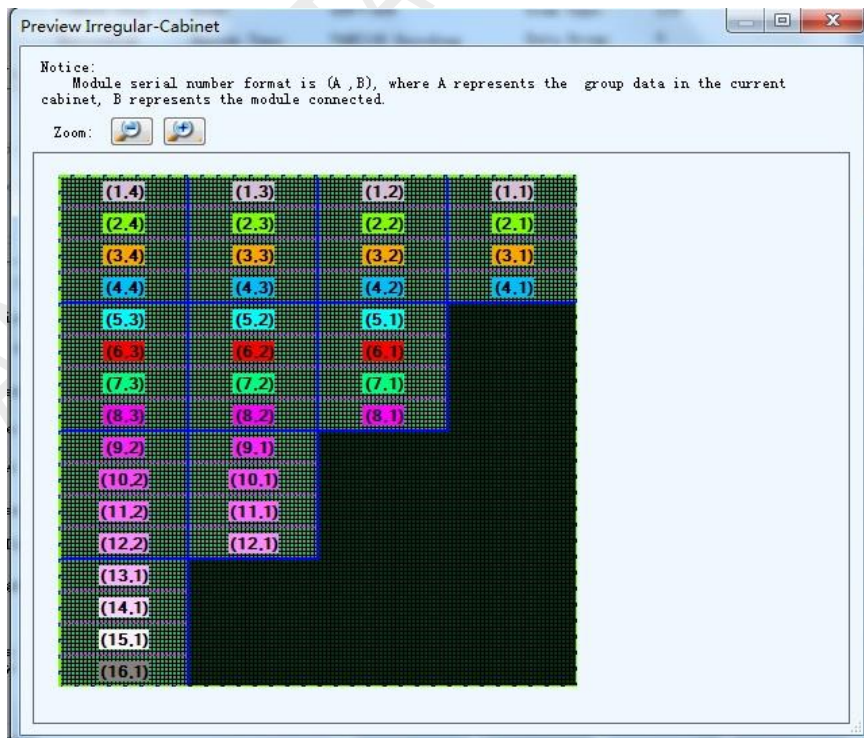 Preview Irregular-Cabinet
Notice:
Module serial number format is (A ,B), where A represents the group data in the current
cabinet, B represents the module connected.
Zoom:
(1,4) (1,3) (1,2) (1,1)
(2,4) (2,3) (2,2) (2,1)
(3,4) (3,3) (3,2) (3,1)
(4,4) (4,3) (4,2) (4,1)
(5,3) (5,2) (5,1)
(6,3) (6,2) (6,1)
(7,3) (7,2) (7,1)
(8,3) (8,2) (8,1)
(9,2) (9,1)
(10,2) (10,1)
(11,2) (11,1)
(12,2) (12,1)
(13,1)
(14,1)
(15,1)
(16,1)